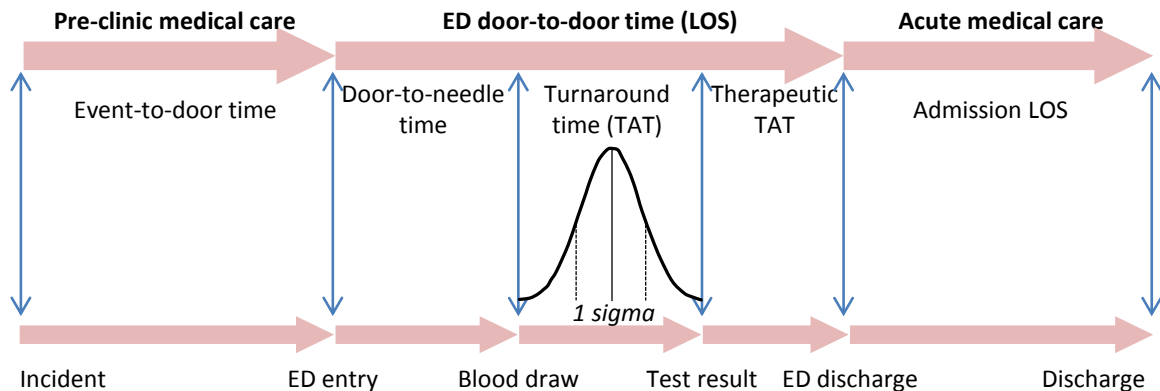 Pre-clinic medical care
ED door-to-door time (LOS)
Acute medical care
Event-to-door time
Door-to-needle
time
Turnaround
time (TAT)
Therapeutic
TAT
Admission LOS
1 sigma
Incident
ED entry
Blood draw
Test result
ED discharge
Discharge